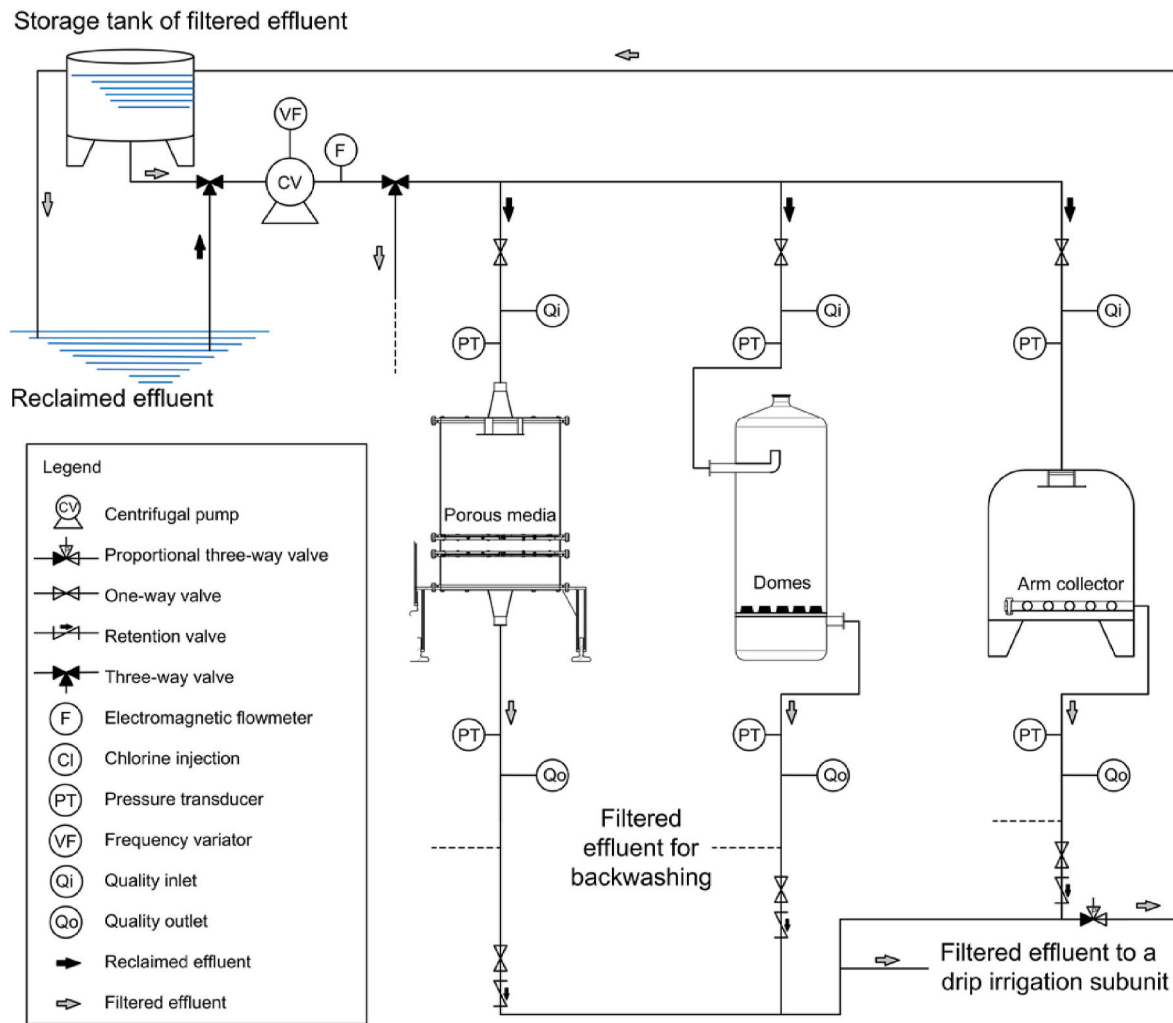 Storage tank of filtered effluent
VF
F
CV
Qi
Qi
Qi
PT
PT
PT
Reclaimed effluent
Porous media
Domes
Arm collector
PT
PT
PT
Qo
Qo
Qo
Filtered
effluent for
backwashing
Filtered effluent to a
drip irrigation subunit
Legend
CV
Centrifugal pump
Proportional three-way valve
One-way valve
Retention valve
Three-way valve
F Electromagnetic flowmeter
Cl Chlorine injection
PT Pressure transducer
VF Frequency variator
Qi Quality inlet
Qo Quality outlet
Reclaimed effluent
Filtered effluent